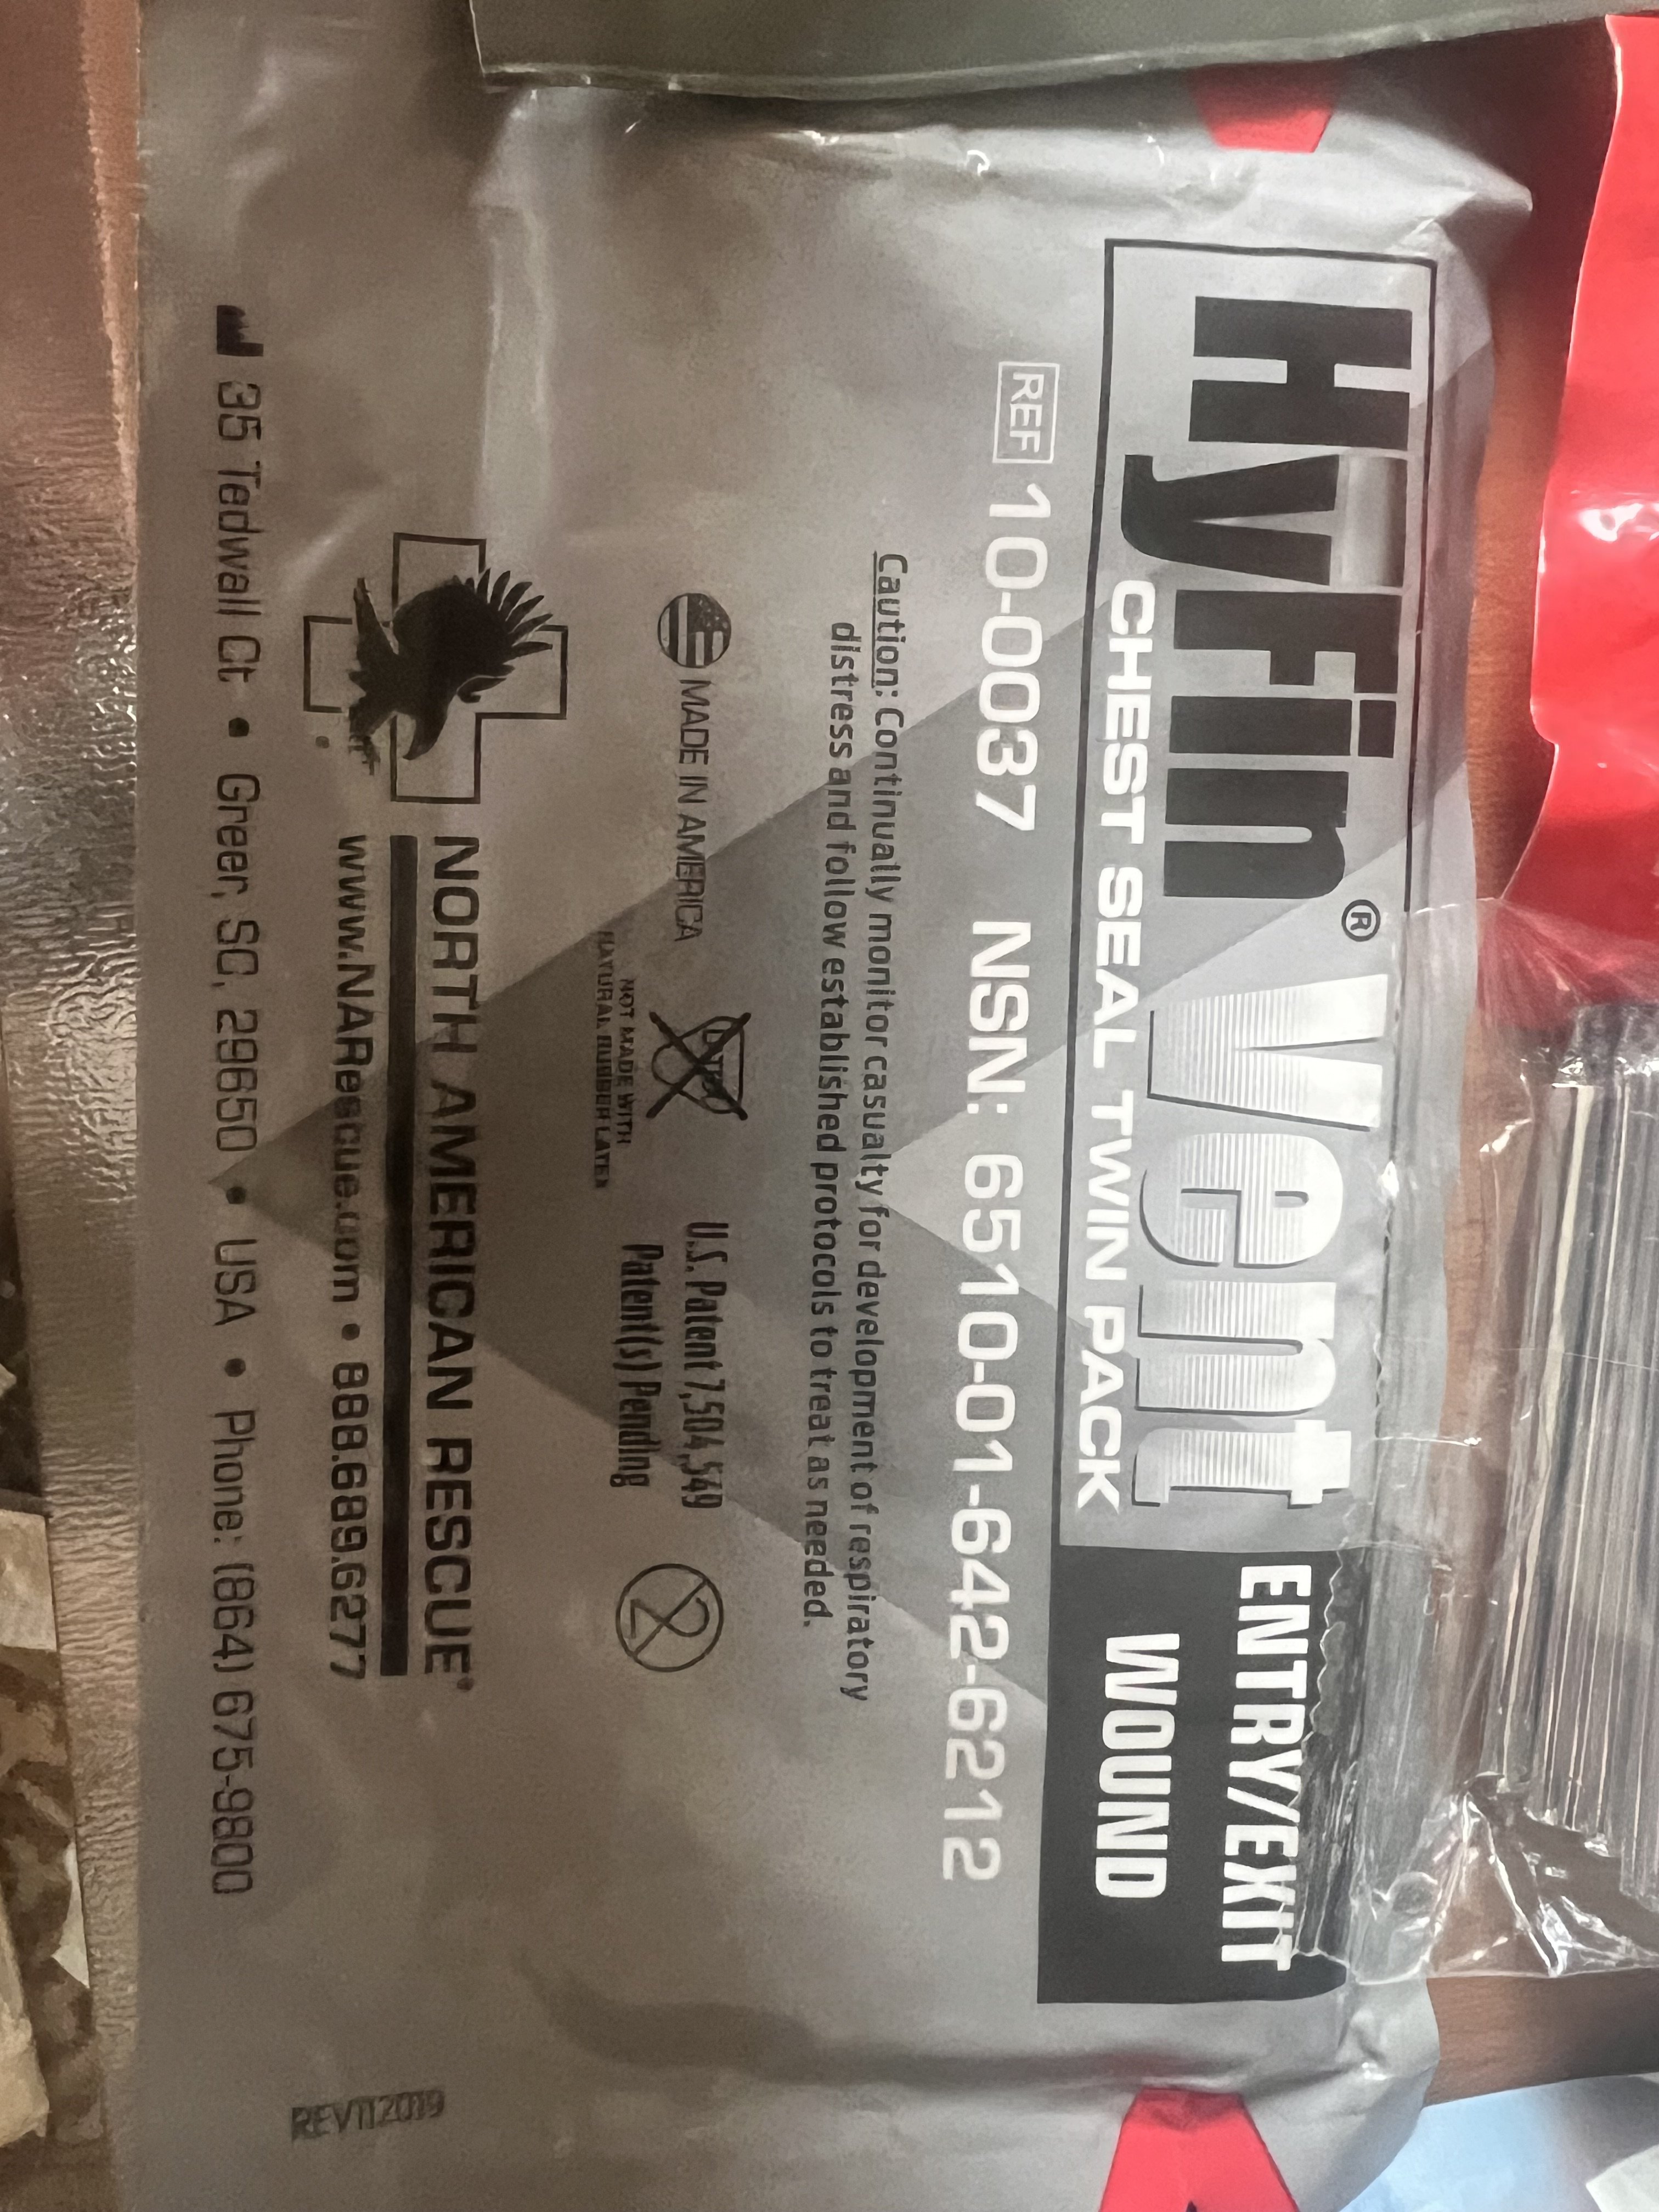 HyFin® Vent
CHEST SEAL TWIN PACK
ENTRY/EXIT
WOUND
REF 10-0037 NSN: 6510-01-642-6212
Caution: Continually monitor casualty for development of respiratory
distress and follow established protocols to treat as needed.
MADE IN AMERICA
LATEX
NOT MADE WITH
NATURAL RUBBER LATEX
U.S. Patent 7,504,549
Patent(s) Pending
2
NORTH AMERICAN RESCUE®
www.NARescue.com • 888.689.6277
35 Tedwall Ct • Greer, SC, 29650 • USA • Phone: (864) 675-9800
REV112019